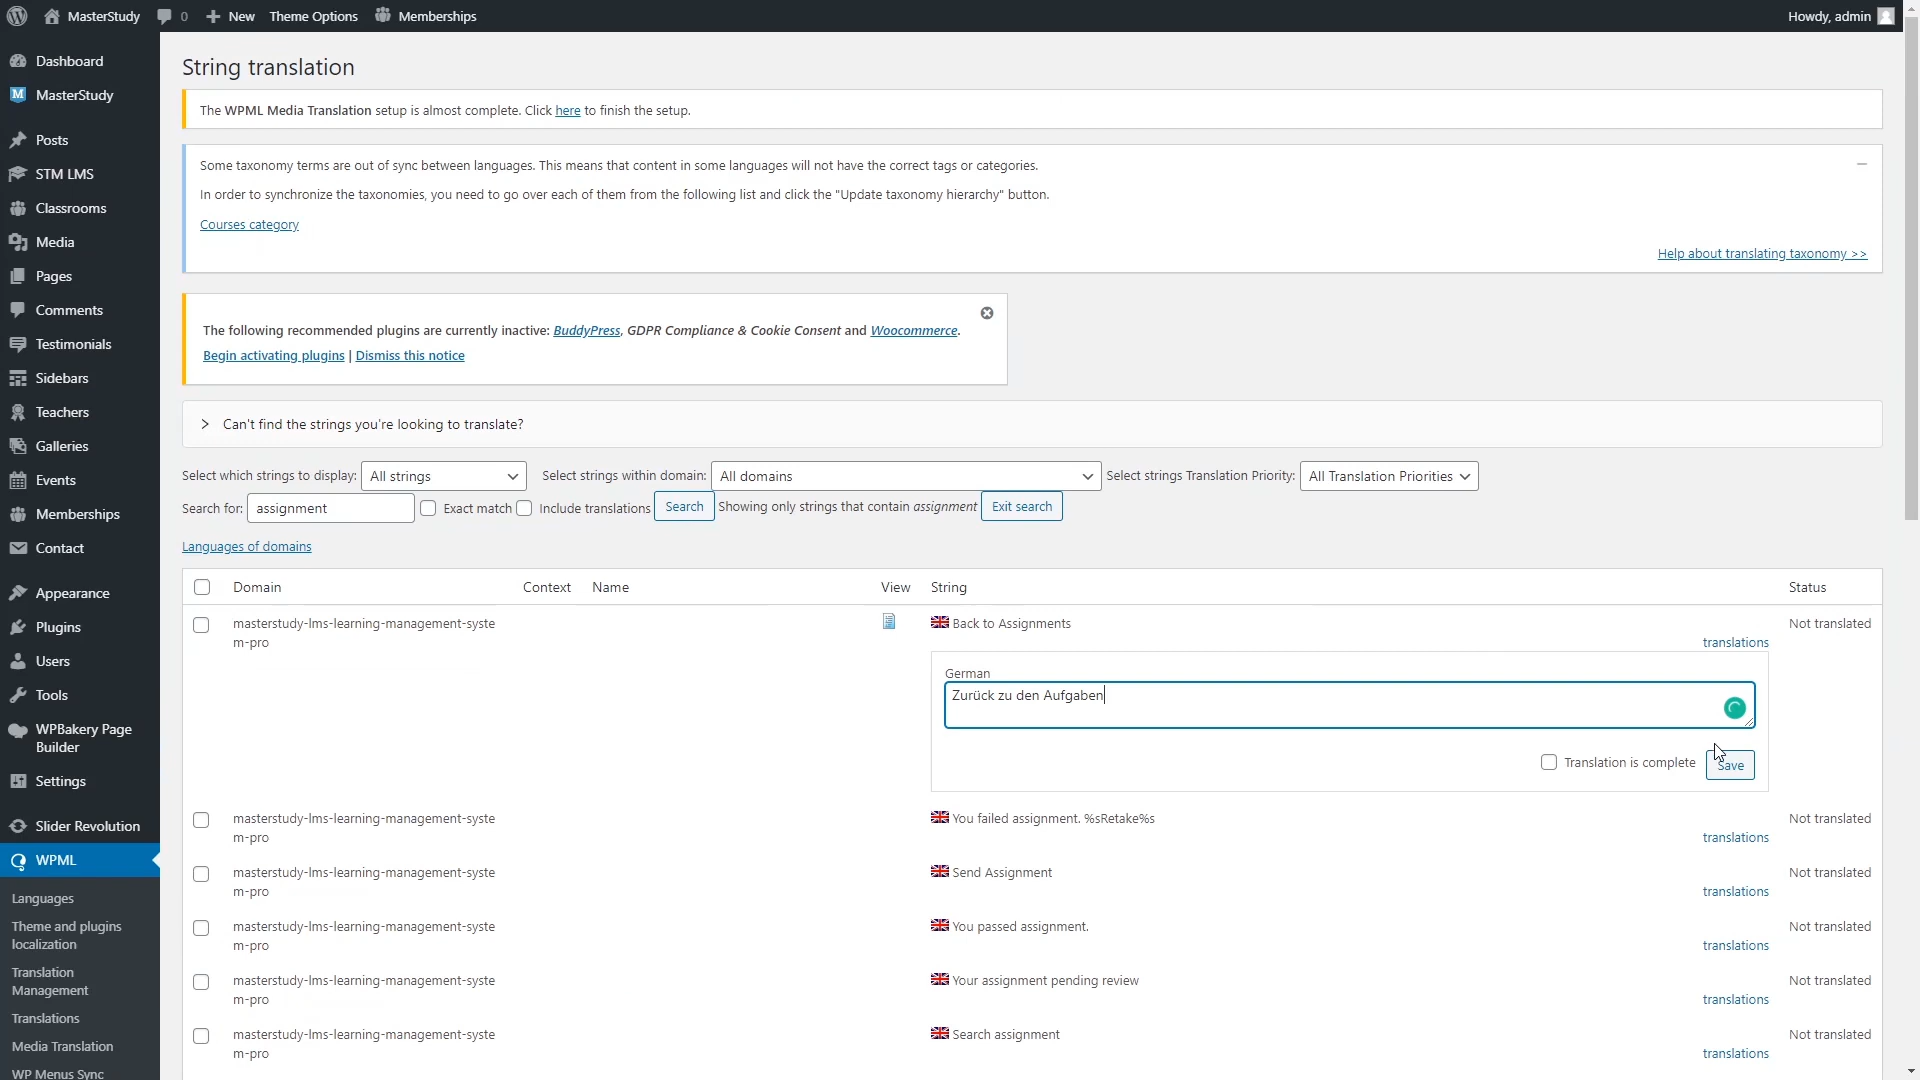 MasterStudy 0 New Theme Options Memberships Howdy, admin
Dashboard
MasterStudy
Posts
STM LMS
Classrooms
Media
Pages
Comments
Testimonials
Sidebars
Teachers
Galleries
Events
Memberships
Contact
Appearance
Plugins
Users
Tools
WPBakery Page
Builder
Settings
Slider Revolution
WPML
Languages
Theme and plugins
localization
Translation
Management
Translations
Media Translation
WP Menus Sync
String translation
The WPML Media Translation setup is almost complete. Click here to finish the setup.
Some taxonomy terms are out of sync between languages. This means that content in some languages will not have the correct tags or categories.
In order to synchronize the taxonomies, you need to go over each of them from the following list and click the "Update taxonomy hierarchy" button.
Courses category
Help about translating taxonomy >>
The following recommended plugins are currently inactive: BuddyPress, GDPR Compliance & Cookie Consent and Woocommerce.
Begin activating plugins | Dismiss this notice
Can't find the strings you're looking to translate?
Select which strings to display: All strings Select strings within domain: All domains Select strings Translation Priority: All Translation Priorities
Search for: assignment Exact match Include translations Search Showing only strings that contain assignment Exit search
Languages of domains
Domain Context Name View String Status
masterstudy-lms-learning-management-syste Back to Assignments Not translated
m-pro translations
German
Zurück zu den Aufgaben
Translation is complete Save
masterstudy-lms-learning-management-syste You failed assignment. %sRetake%s Not translated
m-pro translations
masterstudy-lms-learning-management-syste Send Assignment Not translated
m-pro translations
masterstudy-lms-learning-management-syste You passed assignment. Not translated
m-pro translations
masterstudy-lms-learning-management-syste Your assignment pending review Not translated
m-pro translations
masterstudy-lms-learning-management-syste Search assignment Not translated
m-pro translations